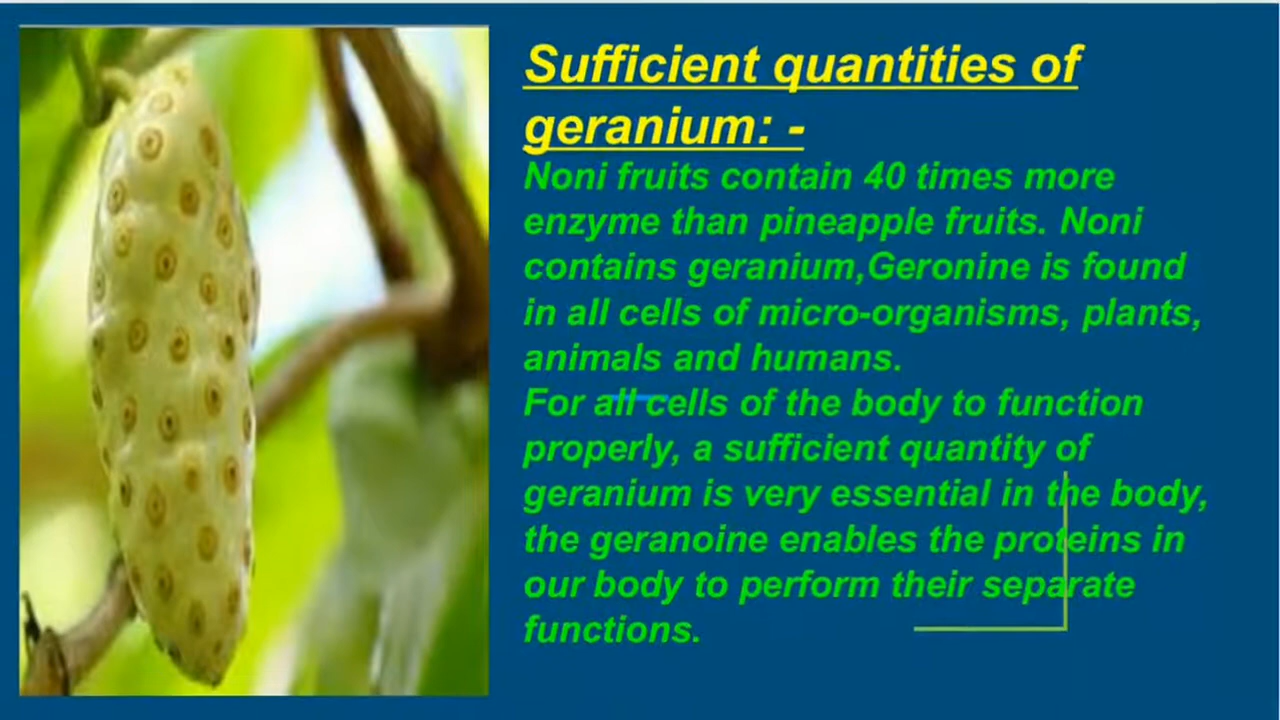 Sufficient quantities of
geranium: -
Noni fruits contain 40 times more
enzyme than pineapple fruits. Noni
contains geranium,Geronine is found
in all cells of micro-organisms, plants,
animals and humans.
For all cells of the body to function
properly, a sufficient quantity of
geranium is very essential in the body,
the geranoine enables the proteins in
our body to perform their separate
functions.